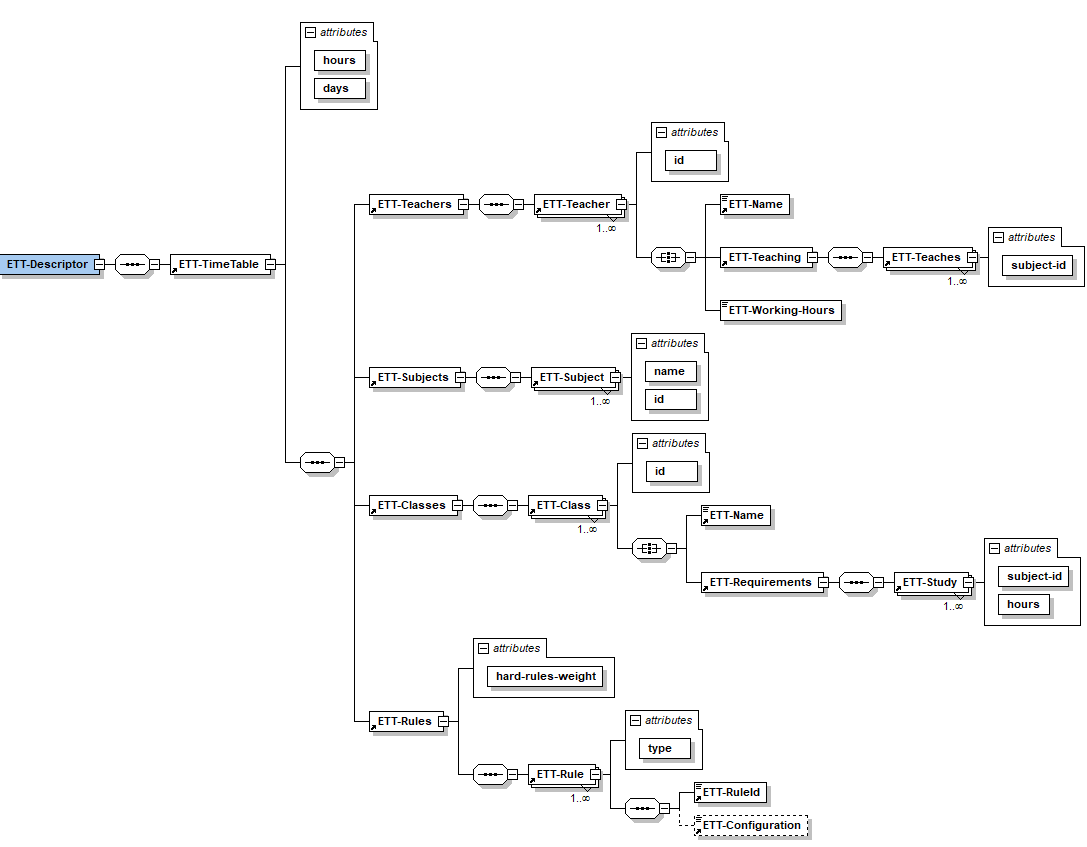 attributes
hours
days
attributes
id
ETT-Teachers
ETT-Teacher
1..∞
ETT-Name
ETT-Descriptor
ETT-TimeTable
ETT-Teaching
ETT-Teaches
1..∞
attributes
subject-id
ETT-Working-Hours
attributes
name
id
ETT-Subjects
ETT-Subject
1..∞
attributes
id
ETT-Classes
ETT-Class
1..∞
ETT-Name
ETT-Requirements
ETT-Study
1..∞
attributes
subject-id
hours
attributes
hard-rules-weight
ETT-Rules
attributes
type
ETT-Rule
1..∞
ETT-RuleId
ETT-Configuration